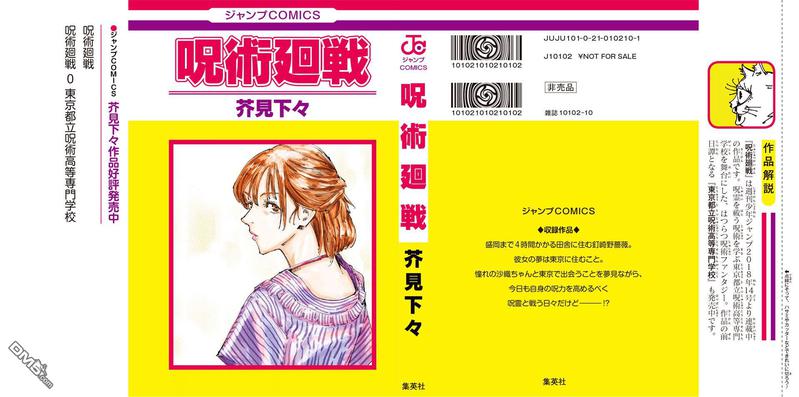 ジャンプCOMICS
呪術廻戦
芥見下々
ジャンプCOMICS
呪術廻戦
芥見下々
集英社
JUJU101-0-21-010210-1
J10102 ¥NOT FOR SALE
101021010210102
10102101021010
非売品
雑誌 10102-10
ジャンプCOMICS
◆収録作品◆
盛岡まで4時間かかる田舎に住む釘崎野薔薇。
彼女の夢は東京に住むこと。
憧れの沙織ちゃんと東京で出会うことを夢見ながら、
今日も自身の呪力を高めるべく
呪霊と戦う日々だけど———!?
集英社
作品解説
『呪術廻戦』は週刊少年ジャンプ2018年14号より連載中
の作品です。呪霊を祓う呪術を学ぶ東京都立呪術高等専門
学校を舞台にした、はつらつ呪術ファンタジー。作品の前
日譚となる『東京都立呪術高等専門学校』も発売中です。
●ジャンプCOMICS 芥見下々作品好評発売中
呪術廻戦
呪術廻戦 0 東京都立呪術高等専門学校